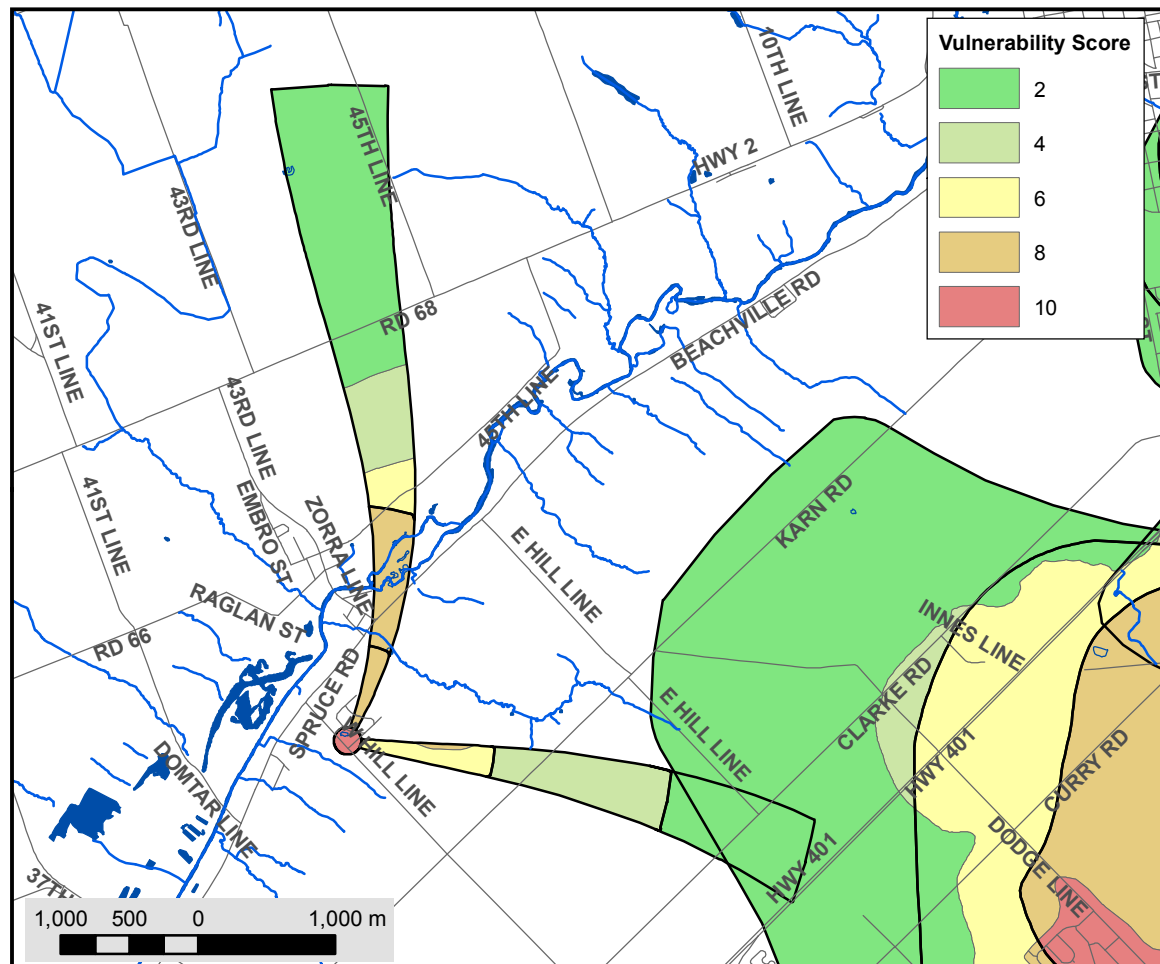 Vulnerability Score
2
4
6
8
10
10TH LINE
HWY 2
45TH LINE
43RD LINE
41ST LINE
RD 68
BEACHVILLE RD
45TH LINE
43RD LINE
41ST LINE
EMBRO ST
ZORRA LINE
E HILL LINE
KARN RD
RAGLAN ST
RD 66
INNES LINE
SPRUCE RD
CLARKE RD
E HILL LINE
HWY 401
CURRY RD
HILL LINE
DOMTAR LINE
DODGE LINE
HWY 401
37TH
1,000 500 0 1,000 m